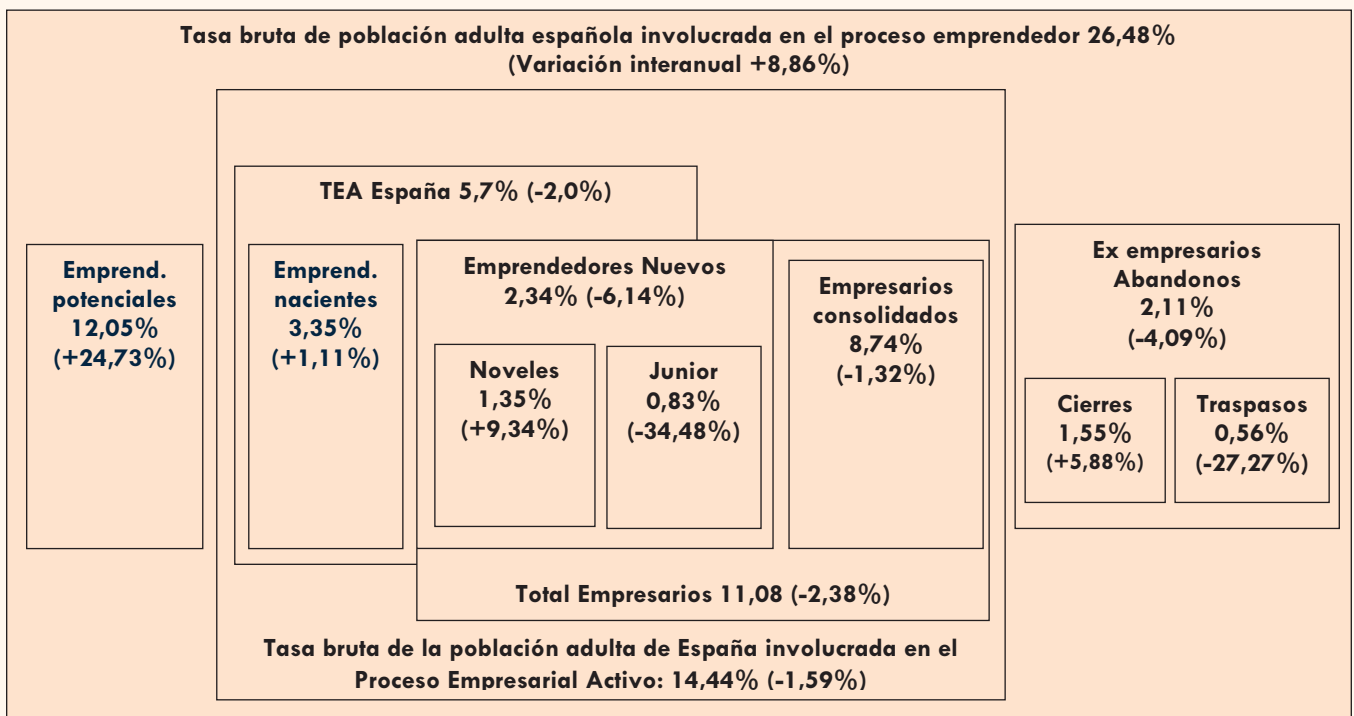 Tasa bruta de población adulta española involucrada en el proceso emprendedor 26,48%
(Variación interanual +8,86%)
TEA España 5,7% (-2,0%)
Emprend.
potenciales
12,05%
(+24,73%)
Emprend.
nacientes
3,35%
(+1,11%)
Emprendedores Nuevos
2,34% (-6,14%)
Noveles
1,35%
(+9,34%)
Junior
0,83%
(-34,48%)
Empresarios
consolidados
8,74%
(-1,32%)
Ex empresarios
Abandonos
2,11%
(-4,09%)
Cierres
1,55%
(+5,88%)
Traspasos
0,56%
(-27,27%)
Total Empresarios 11,08 (-2,38%)
Tasa bruta de la población adulta de España involucrada en el
Proceso Empresarial Activo: 14,44% (-1,59%)